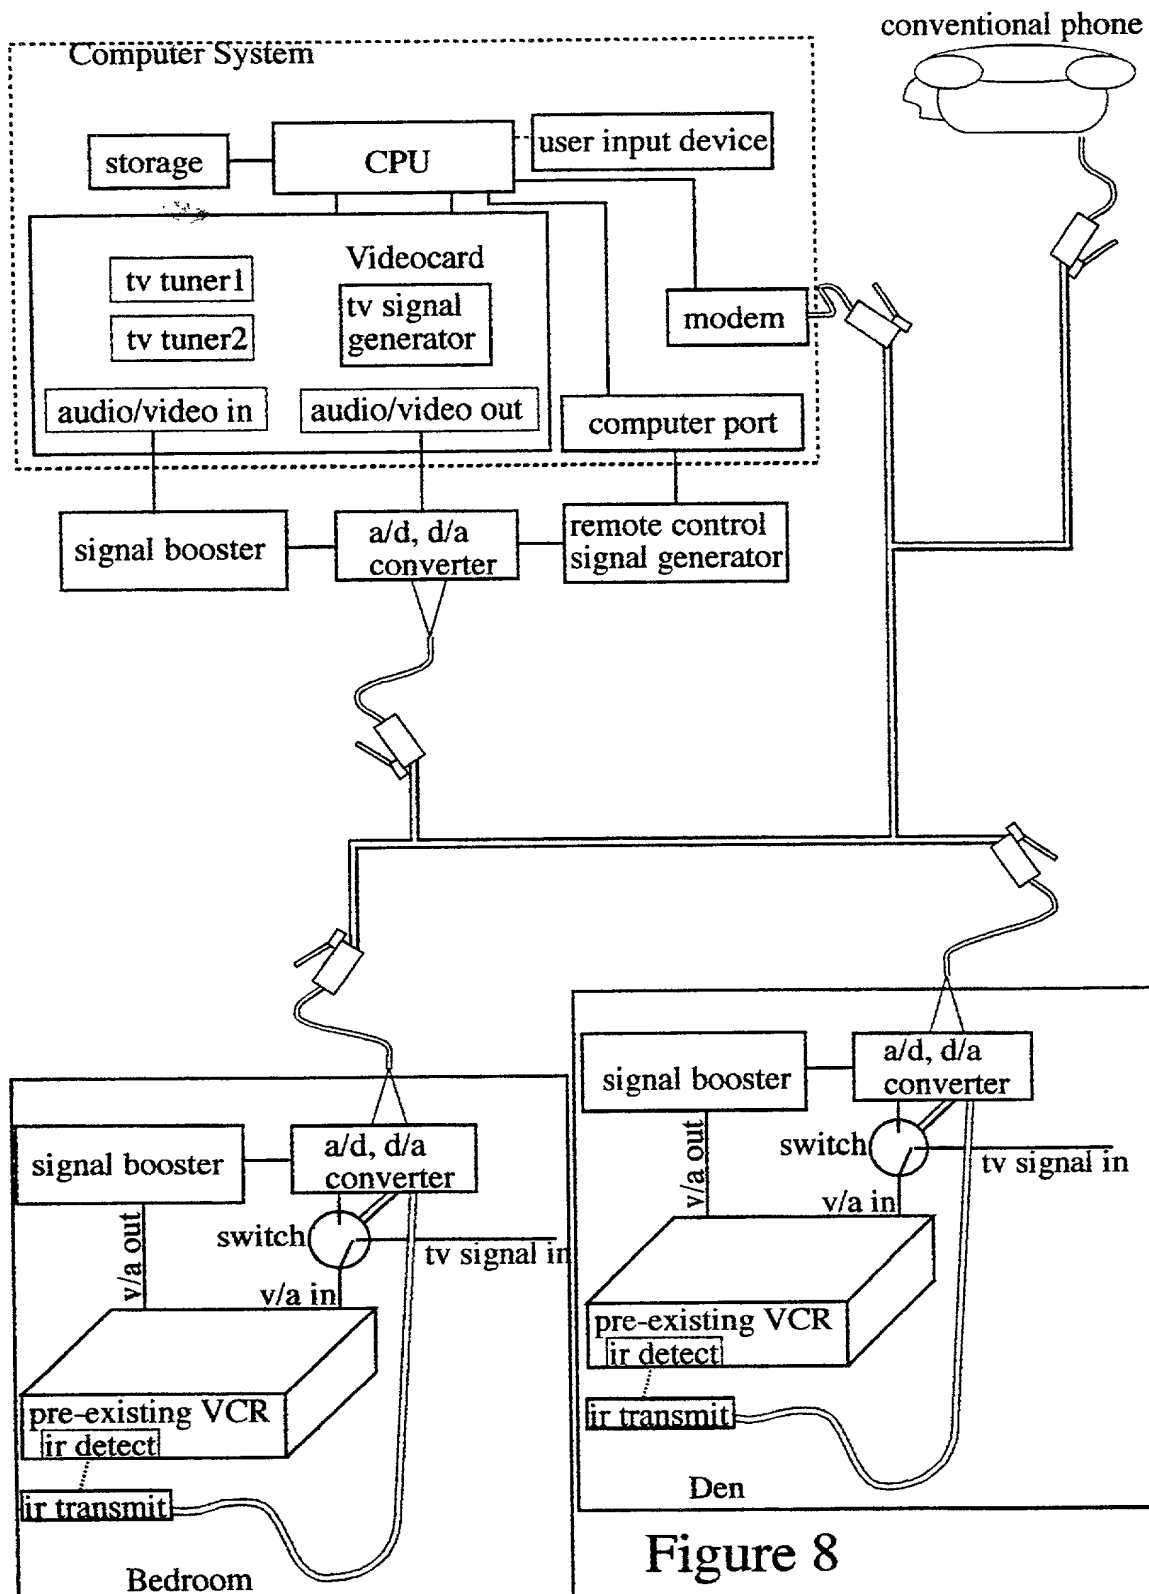 conventional phone
Computer System
storage
CPU
user input device
Videocard
tv tuner1
tv signal
generator
tv tuner2
modem
audio/video in
audio/video out
computer port
signal booster
a/d, d/a
converter
remote control
signal generator
signal booster
a/d, d/a
converter
switch
tv signal in
v/a out
v/a in
pre-existing VCR
ir detect
ir transmit
Den
signal booster
a/d, d/a
converter
switch
tv signal in
v/a out
v/a in
pre-existing VCR
ir detect
ir transmit
Bedroom
Figure 8